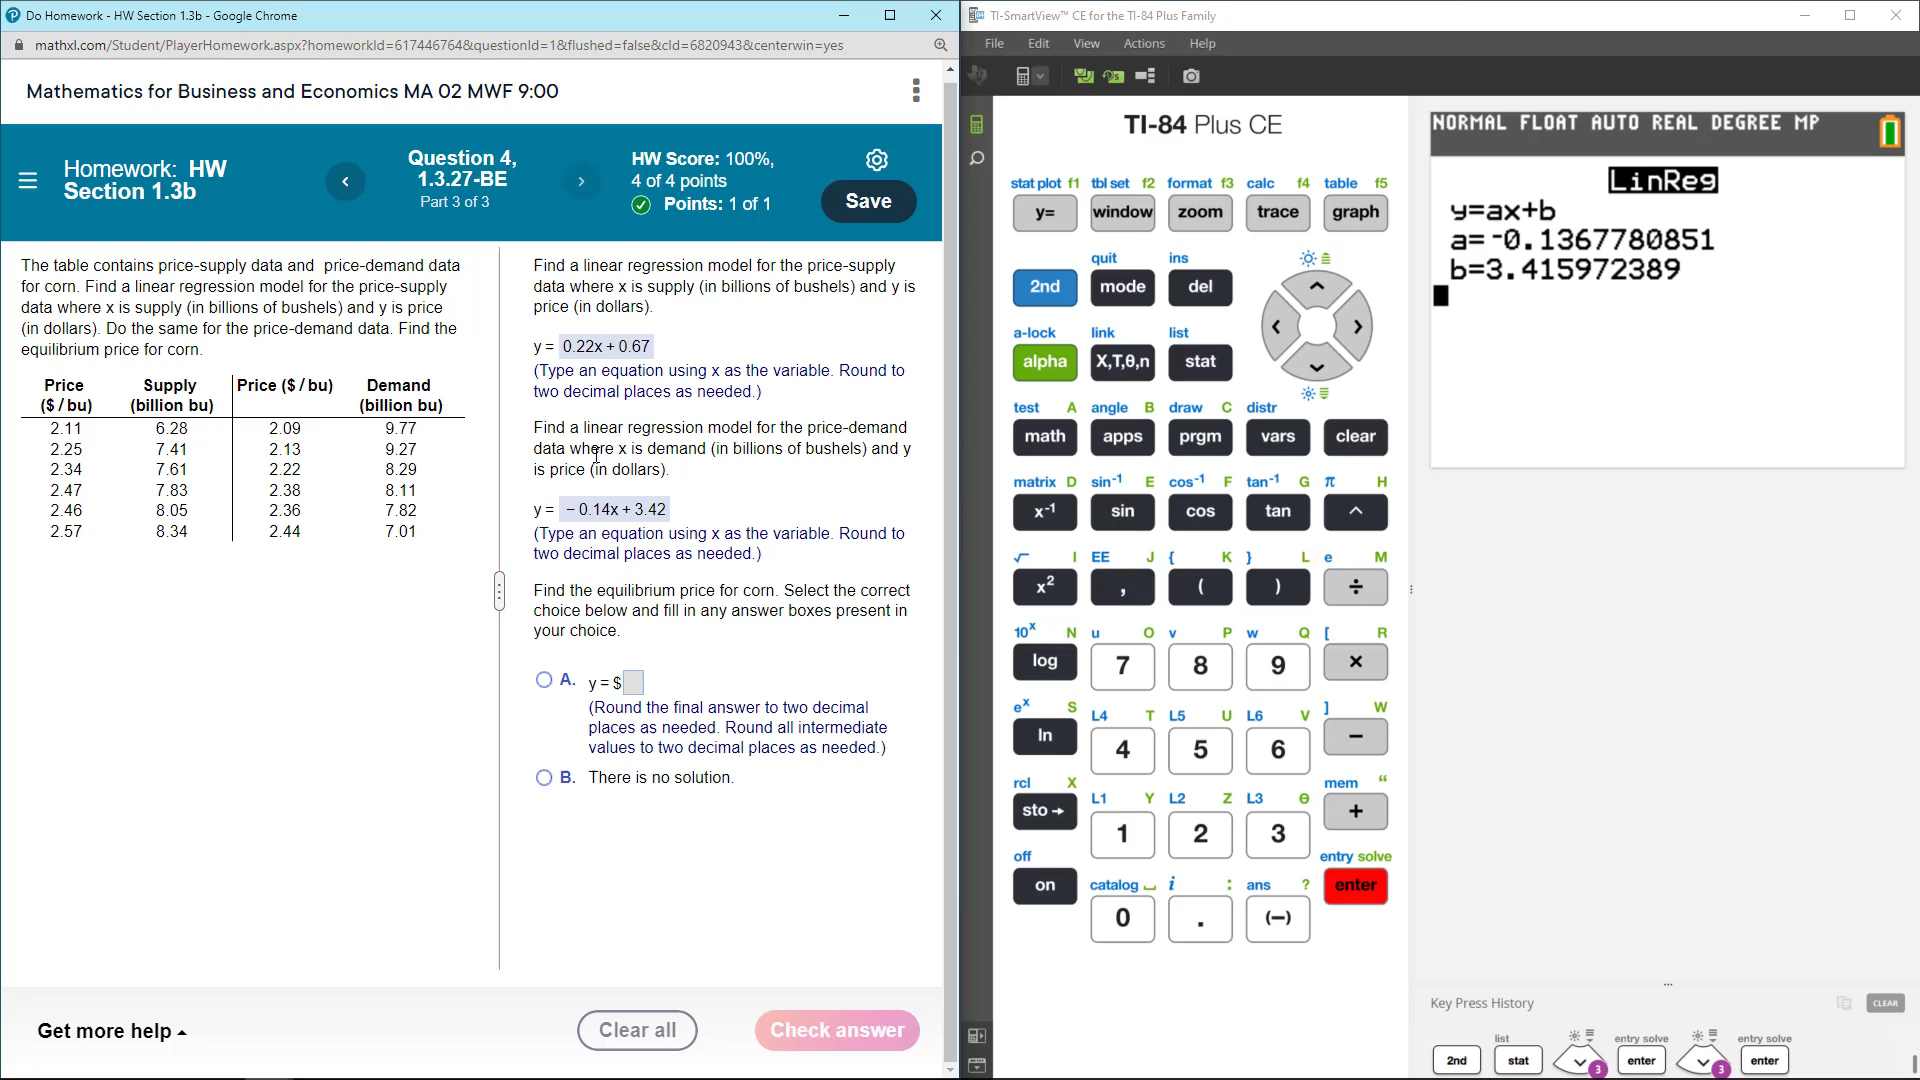 Do Homework - HW Section 1.3b - Google Chrome
mathxl.com/Student/PlayerHomework.aspx?homeworkId=617446764&questionId=1&flushed=false&cId=6820943&centerwin=yes
Mathematics for Business and Economics MA 02 MWF 9:00
Homework: HW
Section 1.3b
Question 4,
1.3.27-BE
Part 3 of 3
HW Score: 100%,
4 of 4 points
Points: 1 of 1
Save
The table contains price-supply data and price-demand data
for corn. Find a linear regression model for the price-supply
data where x is supply (in billions of bushels) and y is price
(in dollars). Do the same for the price-demand data. Find the
equilibrium price for corn.
Price Supply Price ($ / bu) Demand
($ / bu) (billion bu) (billion bu)
2.11 6.28 2.09 9.77
2.25 7.41 2.13 9.27
2.34 7.61 2.22 8.29
2.47 7.83 2.38 8.11
2.46 8.05 2.36 7.82
2.57 8.34 2.44 7.01
Find a linear regression model for the price-supply
data where x is supply (in billions of bushels) and y is
price (in dollars).
y = 0.22x + 0.67
(Type an equation using x as the variable. Round to
two decimal places as needed.)
Find a linear regression model for the price-demand
data where x is demand (in billions of bushels) and y
is price (in dollars).
y = − 0.14x + 3.42
(Type an equation using x as the variable. Round to
two decimal places as needed.)
Find the equilibrium price for corn. Select the correct
choice below and fill in any answer boxes present in
your choice.
A. y = $
(Round the final answer to two decimal
places as needed. Round all intermediate
values to two decimal places as needed.)
B. There is no solution.
Get more help
Clear all
Check answer
TI-SmartView™ CE for the TI-84 Plus Family
File Edit View Actions Help
TI-84 Plus CE
stat plot f1 tbl set f2 format f3 calc f4 table f5
y= window zoom trace graph
quit ins
2nd mode del
a-lock link list
alpha X,T,θ,n stat
test A angle B draw C distr
math apps prgm vars clear
matrix D sin⁻¹ E cos⁻¹ F tan⁻¹ G π H
x⁻¹ sin cos tan ^
√ I EE J { K } L e M
x² , ( ) ÷
10ˣ N u O v P w Q [ R
log 7 8 9 ×
eˣ S L4 T L5 U L6 V ] W
ln 4 5 6 −
rcl X L1 Y L2 Z L3 θ mem “
sto→ 1 2 3 +
off catalog ⎵ i : ans ? entry solve
on 0 . (−) enter
NORMAL FLOAT AUTO REAL DEGREE MP
LinReg
y=ax+b
a=-0.1367780851
b=3.415972389
Key Press History
CLEAR
list entry solve entry solve
2nd stat 3 enter 3 enter